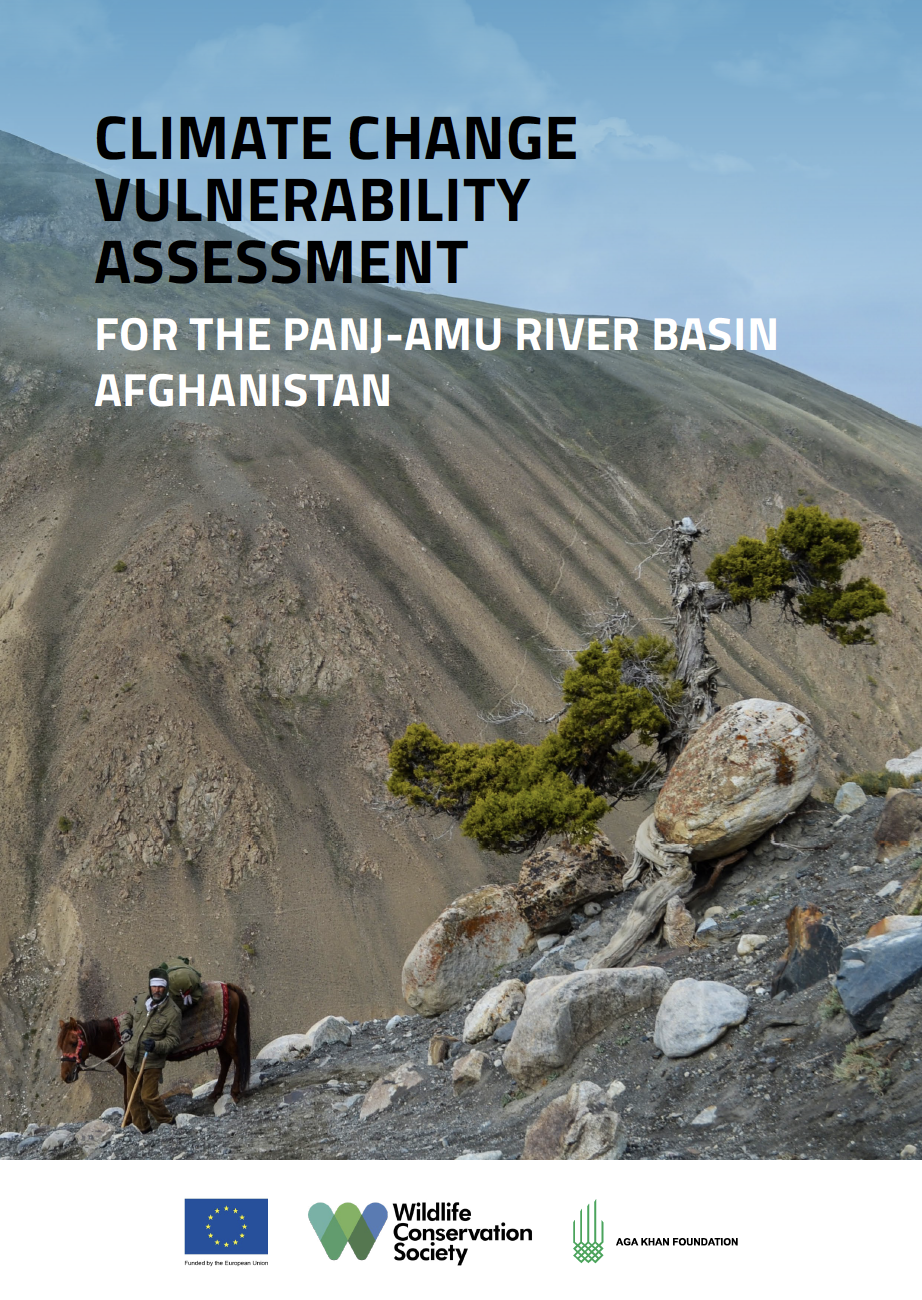 CLIMATE CHANGE
VULNERABILITY
ASSESSMENT
FOR THE PANJ-AMU RIVER BASIN
AFGHANISTAN
Funded by the European Union
Wildlife
Conservation
Society
AGA KHAN FOUNDATION